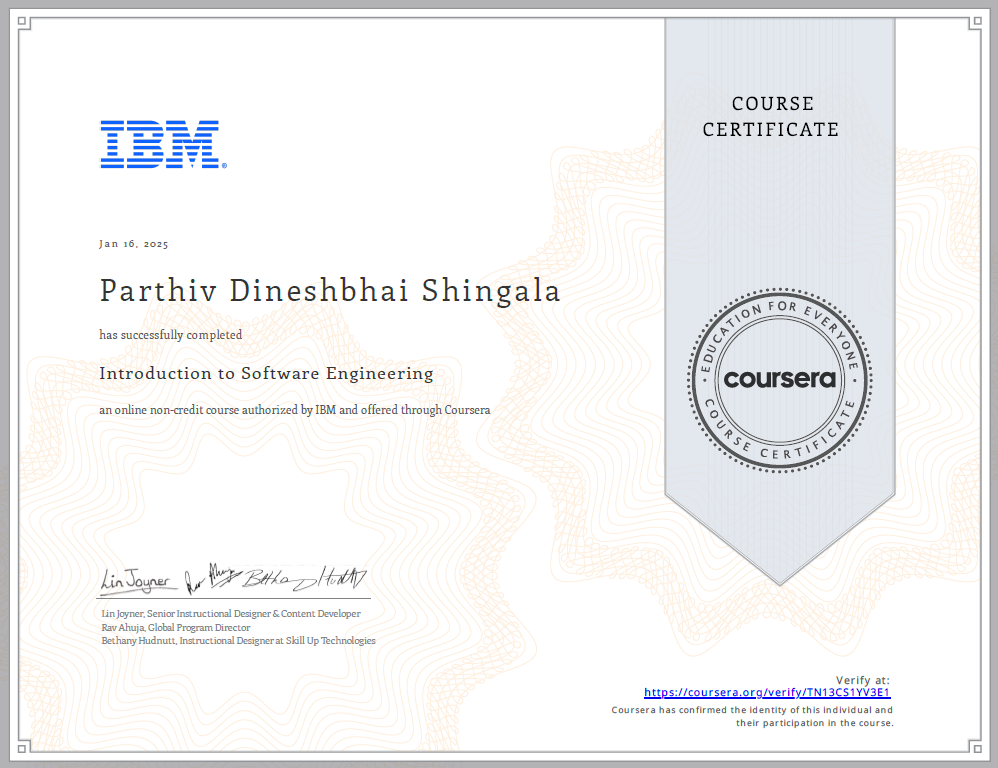 COURSE
CERTIFICATE
IBM®
Jan 16, 2025
Parthiv Dineshbhai Shingala
has successfully completed
Introduction to Software Engineering
an online non-credit course authorized by IBM and offered through Coursera
EDUCATION FOR EVERYONE
coursera
COURSE CERTIFICATE
Lin Joyner
Lin Joyner, Senior Instructional Designer & Content Developer
Rav Ahuja, Global Program Director
Bethany Hudnutt, Instructional Designer at Skill Up Technologies
Verify at:
https://coursera.org/verify/TN13CS1YV3E1
Coursera has confirmed the identity of this individual and
their participation in the course.